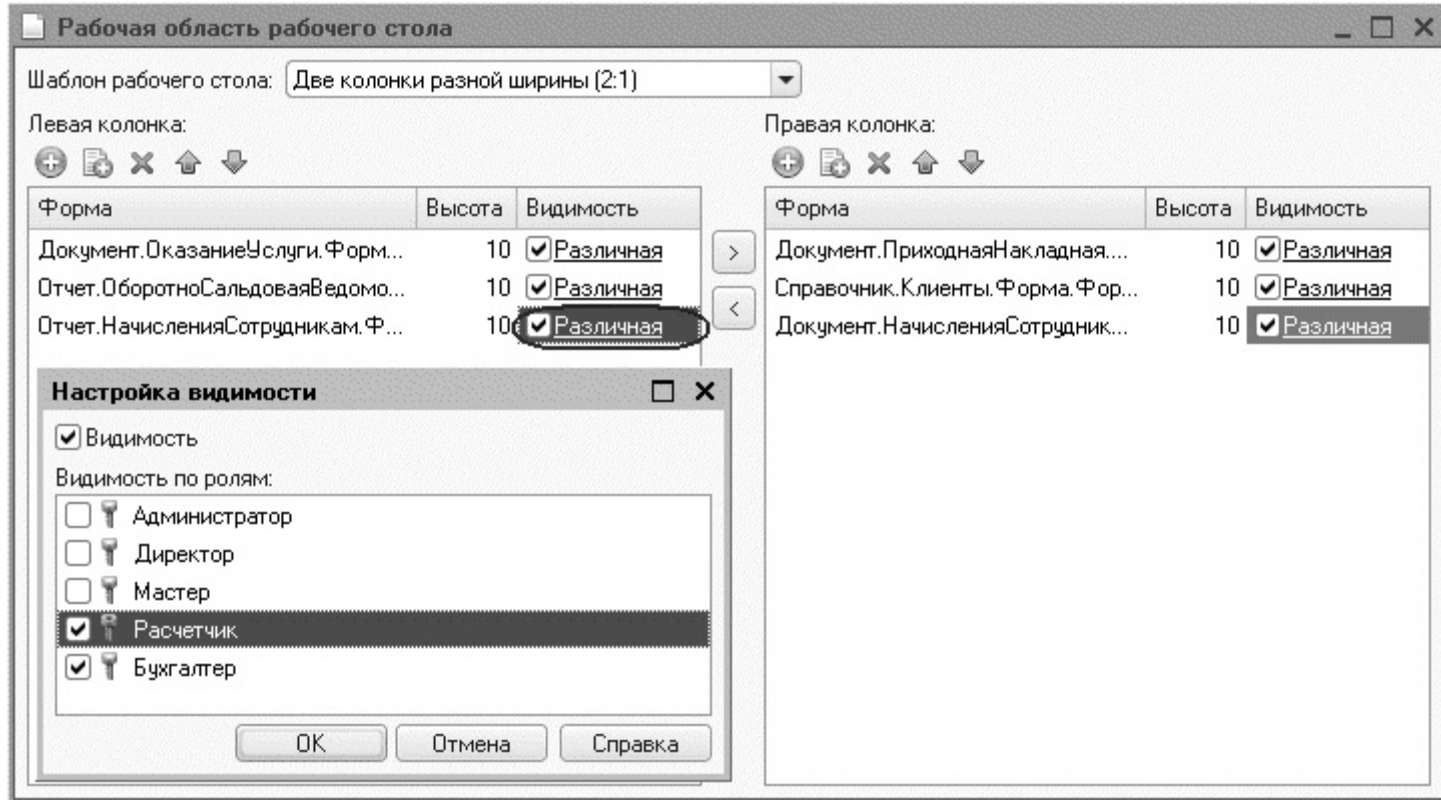 Рабочая область рабочего стола
Шаблон рабочего стола: Две колонки разной ширины (2:1)
Левая колонка:
Форма Высота Видимость
Документ.ОказаниеУслуги.Форм... 10 Различная
Отчет.ОборотноСальдоваяВедомо... 10 Различная
Отчет.НачисленияСотрудникам.Ф... 10 Различная
Правая колонка:
Форма Высота Видимость
Документ.ПриходнаяНакладная.... 10 Различная
Справочник.Клиенты.Форма.Фор... 10 Различная
Документ.НачисленияСотрудник... 10 Различная
> 
<
Настройка видимости
Видимость
Видимость по ролям:
Администратор
Директор
Мастер
Расчетчик
Бухгалтер
ОК Отмена Справка